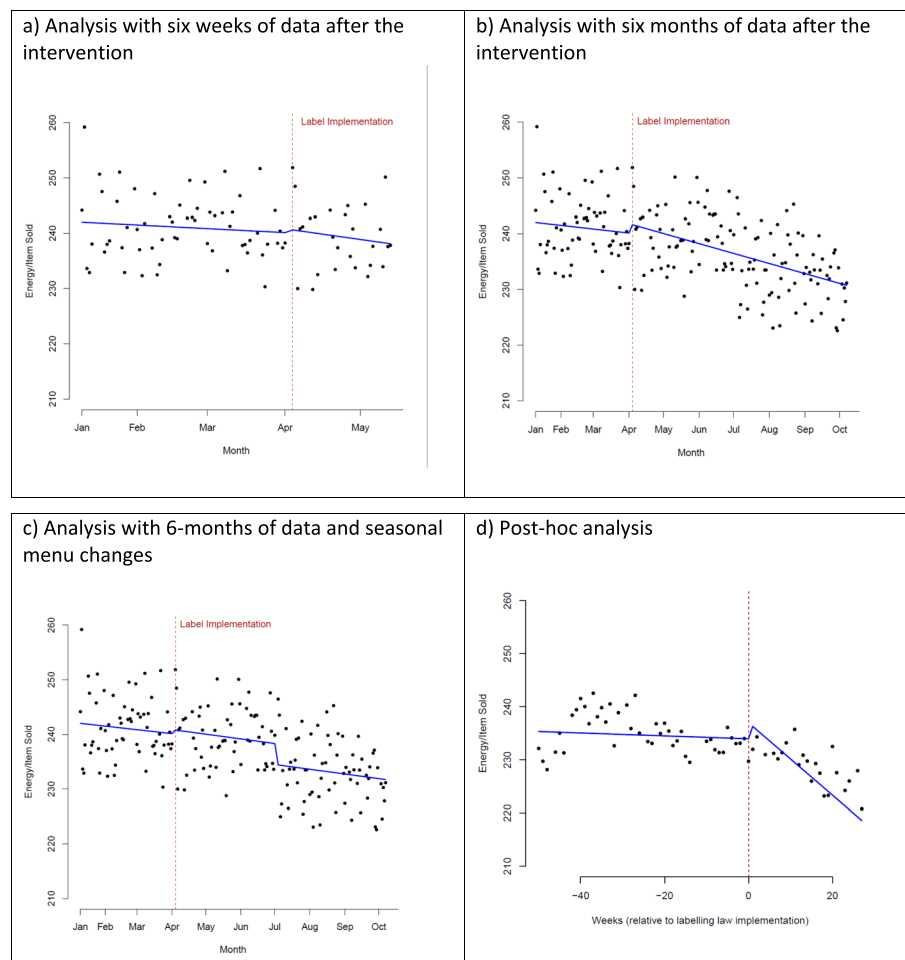 a) Analysis with six weeks of data after the
intervention
Label Implementation
260
250
240
230
220
210
Energy/Item Sold
Jan Feb Mar Apr May
Month
b) Analysis with six months of data after the
intervention
Label Implementation
260
250
240
230
220
210
Energy/Item Sold
Jan Feb Mar Apr May Jun Jul Aug Sep Oct
Month
c) Analysis with 6-months of data and seasonal
menu changes
Label Implementation
260
250
240
230
220
210
Energy/Item Sold
Jan Feb Mar Apr May Jun Jul Aug Sep Oct
Month
d) Post-hoc analysis
260
250
240
230
220
210
Energy/Item Sold
−40 −20 0 20
Weeks (relative to labelling law implementation)